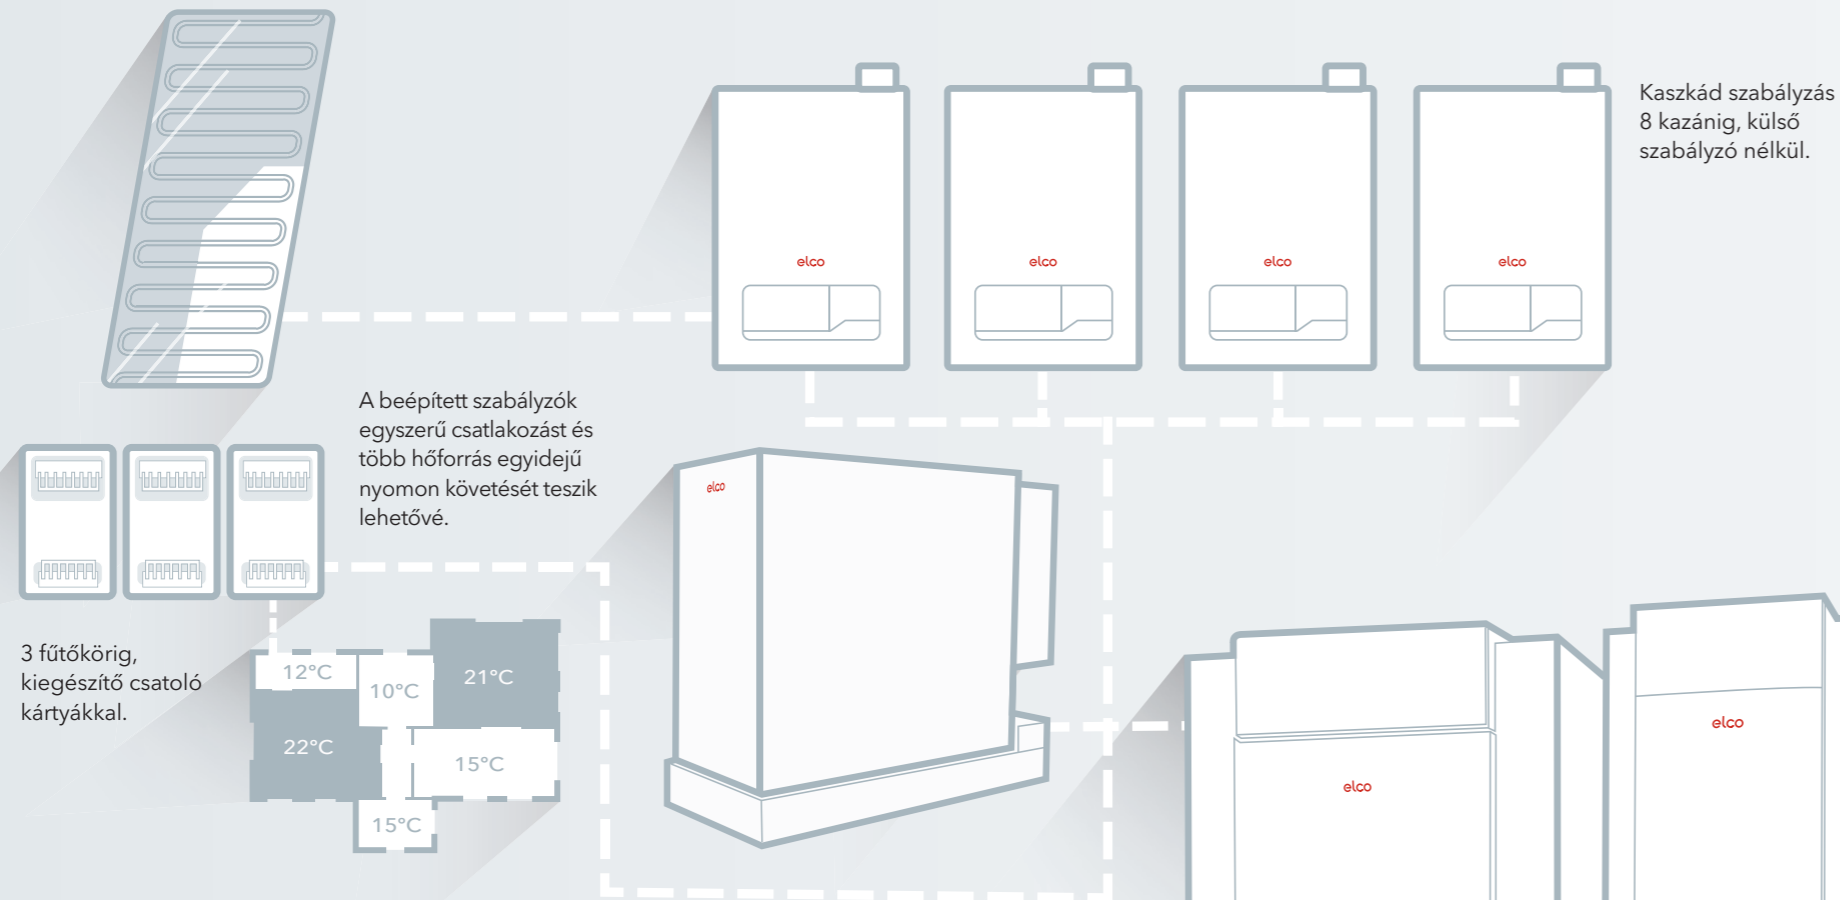 Kaszkád szabályzás
8 kazánig, külső
szabályzó nélkül.
elco
elco
elco
elco
A beépített szabályzók
egyszerű csatlakozást és
több hőforrás egyidejű
nyomon követését teszik
lehetővé.
elco
3 fűtőkörig,
kiegészítő csatoló
kártyákkal.
12°C
10°C
21°C
22°C
15°C
15°C
elco
elco